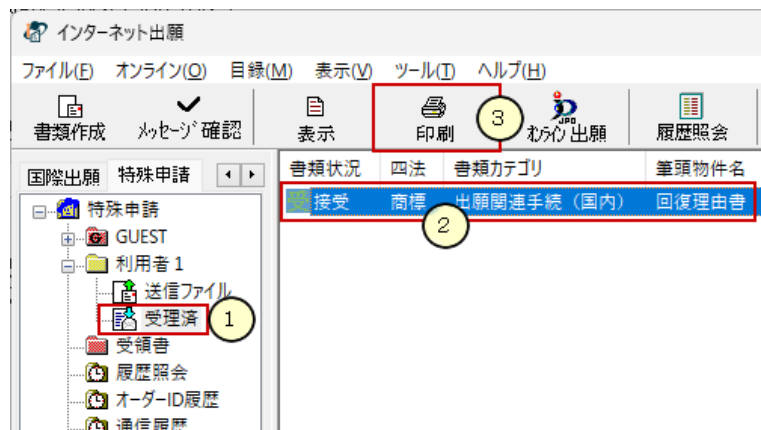 インターネット出願
ファイル(F) オンライン(O) 目録(M) 表示(V) ツール(T) ヘルプ(H)
書類作成 メッセージ確認 表示 印刷 3 オンライン出願 履歴照会
国際出願 特殊申請
書類状況 四法 書類カテゴリ 筆頭物件名
受 接受 商標 出願関連手続(国内) 回復理由書
2
特殊申請
GUEST
利用者1
送信ファイル
受理済 1
受領書
履歴照会
オーダーID履歴
通信履歴